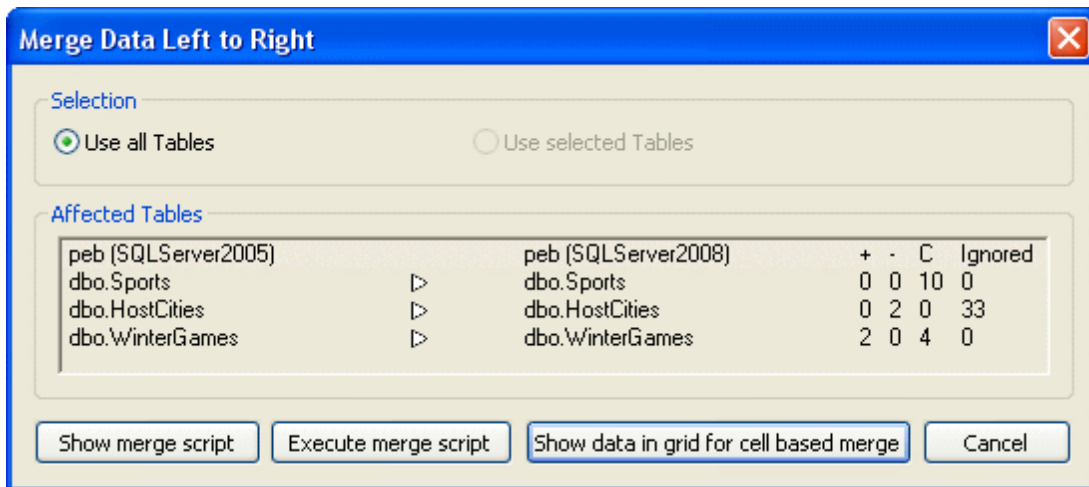 Merge Data Left to Right
Selection
Use all Tables Use selected Tables
Affected Tables
peb (SQLServer2005) peb (SQLServer2008) + - C Ignored
dbo.Sports dbo.Sports 0 0 10 0
dbo.HostCities dbo.HostCities 0 2 0 33
dbo.WinterGames dbo.WinterGames 2 0 4 0
Show merge script Execute merge script Show data in grid for cell based merge Cancel